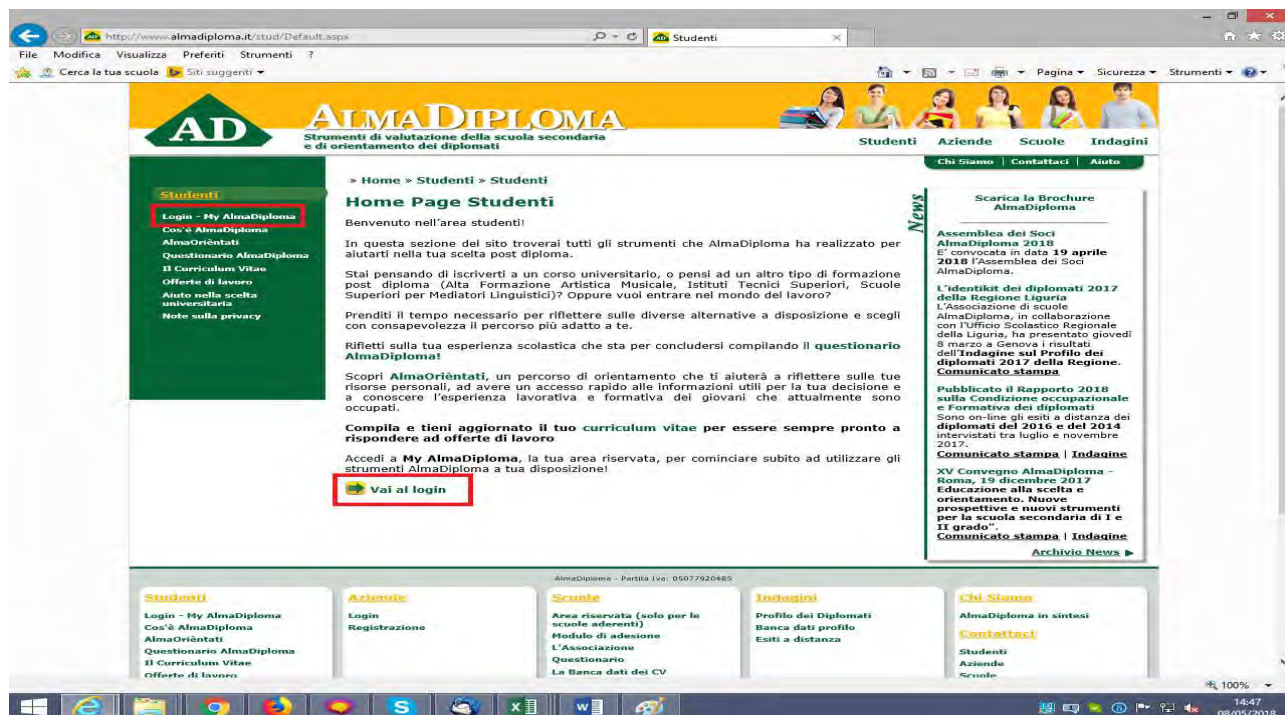 http://www.almadiploma.it/stud/Default.aspx
Studenti
File Modifica Visualizza Preferiti Strumenti ?
Cerca la tua scuola Siti suggeriti
Pagina Sicurezza Strumenti
AD
ALMADIPLOMA
Strumenti di valutazione della scuola secondaria
e di orientamento dei diplomati
Studenti Aziende Scuole Indagini
Chi Siamo | Contattaci | Aiuto
Studenti
Login - My AlmaDiploma
Cos'è AlmaDiploma
AlmaOrièntati
Questionario AlmaDiploma
Il Curriculum Vitae
Offerte di lavoro
Aiuto nella scelta
universitaria
Note sulla privacy
» Home » Studenti » Studenti
Home Page Studenti
Benvenuto nell'area studenti!
In questa sezione del sito troverai tutti gli strumenti che AlmaDiploma ha realizzato per
aiutarti nella tua scelta post diploma.
Stai pensando di iscriverti a un corso universitario, o pensi ad un altro tipo di formazione
post diploma (Alta Formazione Artistica Musicale, Istituti Tecnici Superiori, Scuole
Superiori per Mediatori Linguistici)? Oppure vuoi entrare nel mondo del lavoro?
Prenditi il tempo necessario per riflettere sulle diverse alternative a disposizione e scegli
con consapevolezza il percorso più adatto a te.
Rifletti sulla tua esperienza scolastica che sta per concludersi compilando il questionario
AlmaDiploma!
Scopri AlmaOrièntati, un percorso di orientamento che ti aiuterà a riflettere sulle tue
risorse personali, ad avere un accesso rapido alle informazioni utili per la tua decisione e
a conoscere l'esperienza lavorativa e formativa dei giovani che attualmente sono
occupati.
Compila e tieni aggiornato il tuo curriculum vitae per essere sempre pronto a
rispondere ad offerte di lavoro
Accedi a My AlmaDiploma, la tua area riservata, per cominciare subito ad utilizzare gli
strumenti AlmaDiploma a tua disposizione!
Vai al login
News
Scarica la Brochure
AlmaDiploma
Assemblea dei Soci
AlmaDiploma 2018
E' convocata in data 19 aprile
2018 l'Assemblea dei Soci
AlmaDiploma.
L'identikit dei diplomati 2017
della Regione Liguria
L'Associazione di scuole
AlmaDiploma, in collaborazione
con l'Ufficio Scolastico Regionale
della Liguria, ha presentato giovedì
8 marzo a Genova i risultati
dell'Indagine sul Profilo dei
diplomati 2017 della Regione.
Comunicato stampa
Pubblicato il Rapporto 2018
sulla Condizione occupazionale
e Formativa dei diplomati
Sono on-line gli esiti a distanza dei
diplomati del 2016 e del 2014
intervistati tra luglio e novembre
2017.
Comunicato stampa | Indagine
XV Convegno AlmaDiploma -
Roma, 19 dicembre 2017
Educazione alla scelta e
orientamento. Nuove
prospettive e nuovi strumenti
per la scuola secondaria di I e
II grado".
Comunicato stampa | Indagine
Archivio News
AlmaDiploma - Partita Iva: 05077920485
Studenti
Login - My AlmaDiploma
Cos'è AlmaDiploma
AlmaOrièntati
Questionario AlmaDiploma
Il Curriculum Vitae
Offerte di lavoro
Aziende
Login
Registrazione
Scuole
Area riservata (solo per le
scuole aderenti)
Modulo di adesione
L'Associazione
Questionario
La Banca dati dei CV
Indagini
Profilo dei Diplomati
Banca dati profilo
Esiti a distanza
Chi Siamo
AlmaDiploma in sintesi
Contattaci
Studenti
Aziende
Scuole
100%
14:47
08/05/2018